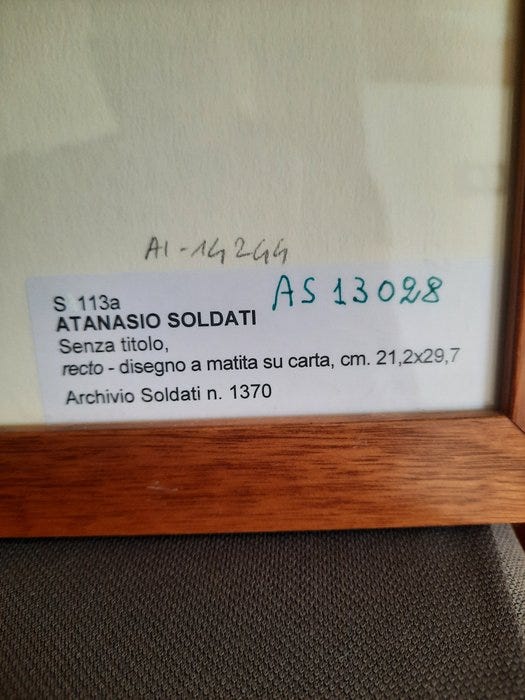 AI-14244
AS 13028
S 113a
ATANASIO SOLDATI
Senza titolo,
recto - disegno a matita su carta, cm. 21,2x29,7
Archivio Soldati n. 1370